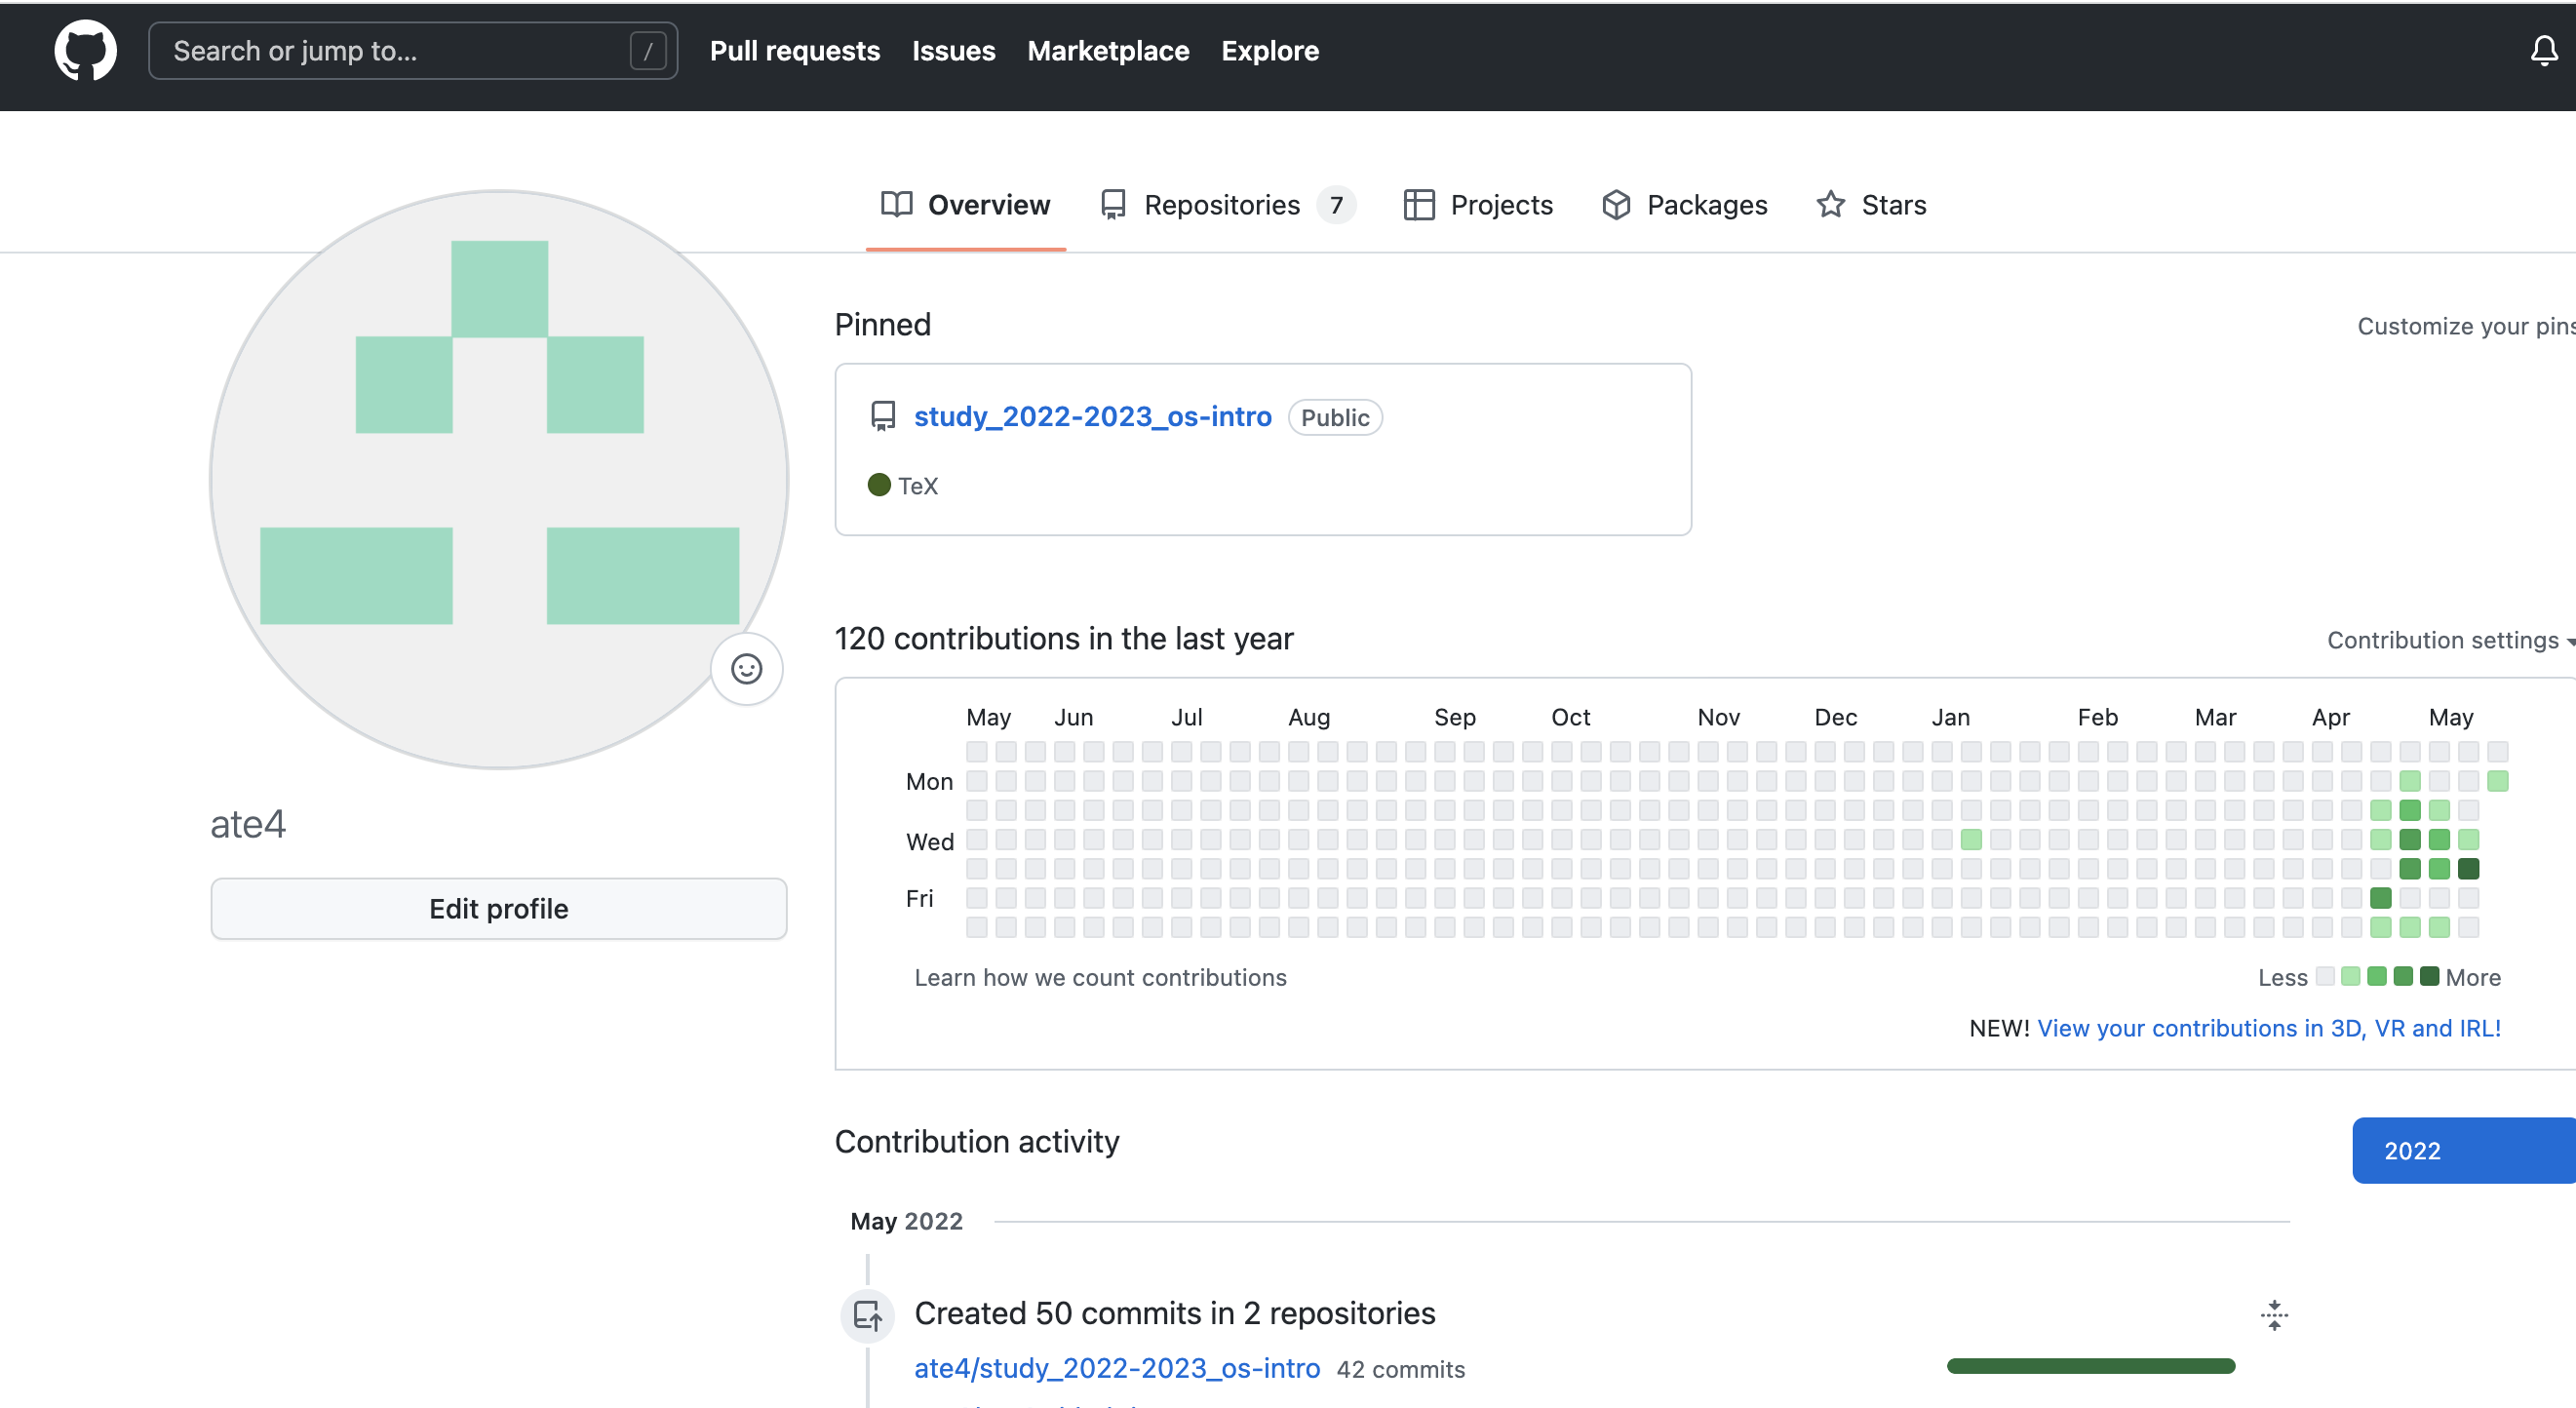 Search or jump to... / Pull requests Issues Marketplace Explore
Overview Repositories 7 Projects Packages Stars
Pinned
Customize your pins
study_2022-2023_os-intro Public
TeX
120 contributions in the last year
Contribution settings
May Jun Jul Aug Sep Oct Nov Dec Jan Feb Mar Apr May
Mon
Wed
Fri
ate4
Edit profile
Learn how we count contributions
Less More
NEW! View your contributions in 3D, VR and IRL!
Contribution activity
2022
May 2022
Created 50 commits in 2 repositories
ate4/study_2022-2023_os-intro 42 commits